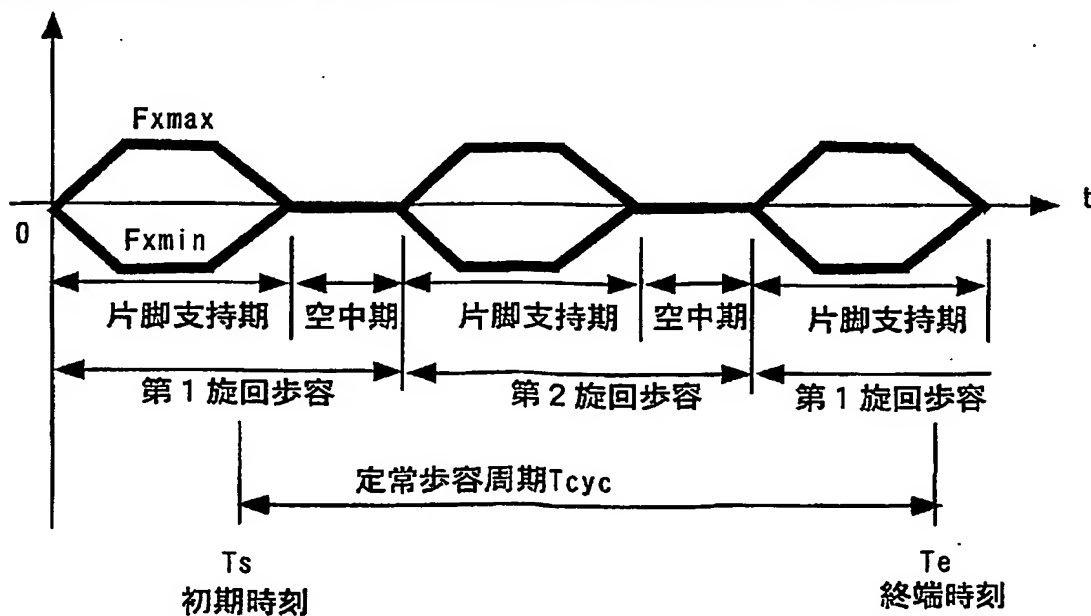 Fxmax
t
0
Fxmin
片脚支持期 空中期 片脚支持期 空中期 片脚支持期
第1旋回歩容 第2旋回歩容 第1旋回歩容
定常歩容周期Tcyc
Ts Te
初期時刻 終端時刻